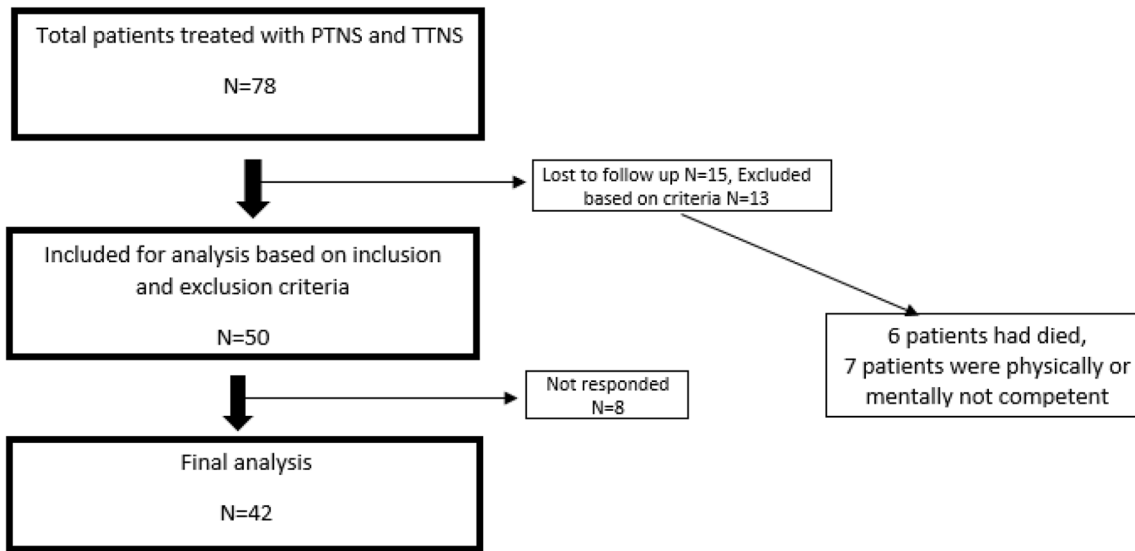 Total patients treated with PTNS and TTNS
N=78
Lost to follow up N=15, Excluded
based on criteria N=13
Included for analysis based on inclusion
and exclusion criteria
N=50
6 patients had died,
7 patients were physically or
mentally not competent
Not responded
N=8
Final analysis
N=42